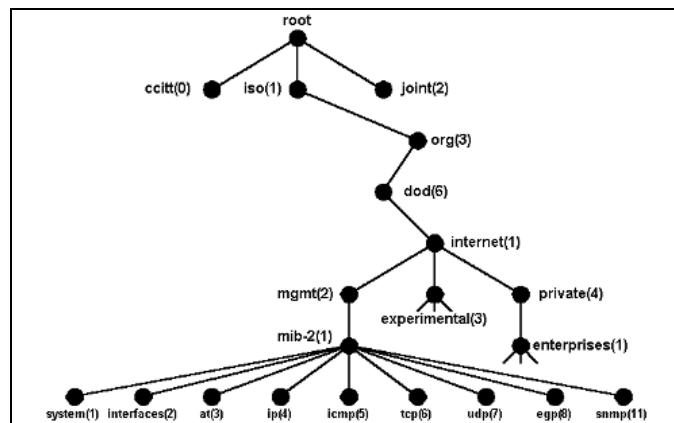 root
ccitt(0) iso(1) joint(2)
org(3)
dod(6)
internet(1)
mgmt(2) private(4)
experimental(3)
mib-2(1) enterprises(1)
system(1) interfaces(2) at(3) ip(4) icmp(5) tcp(6) udp(7) egp(8) snmp(11)